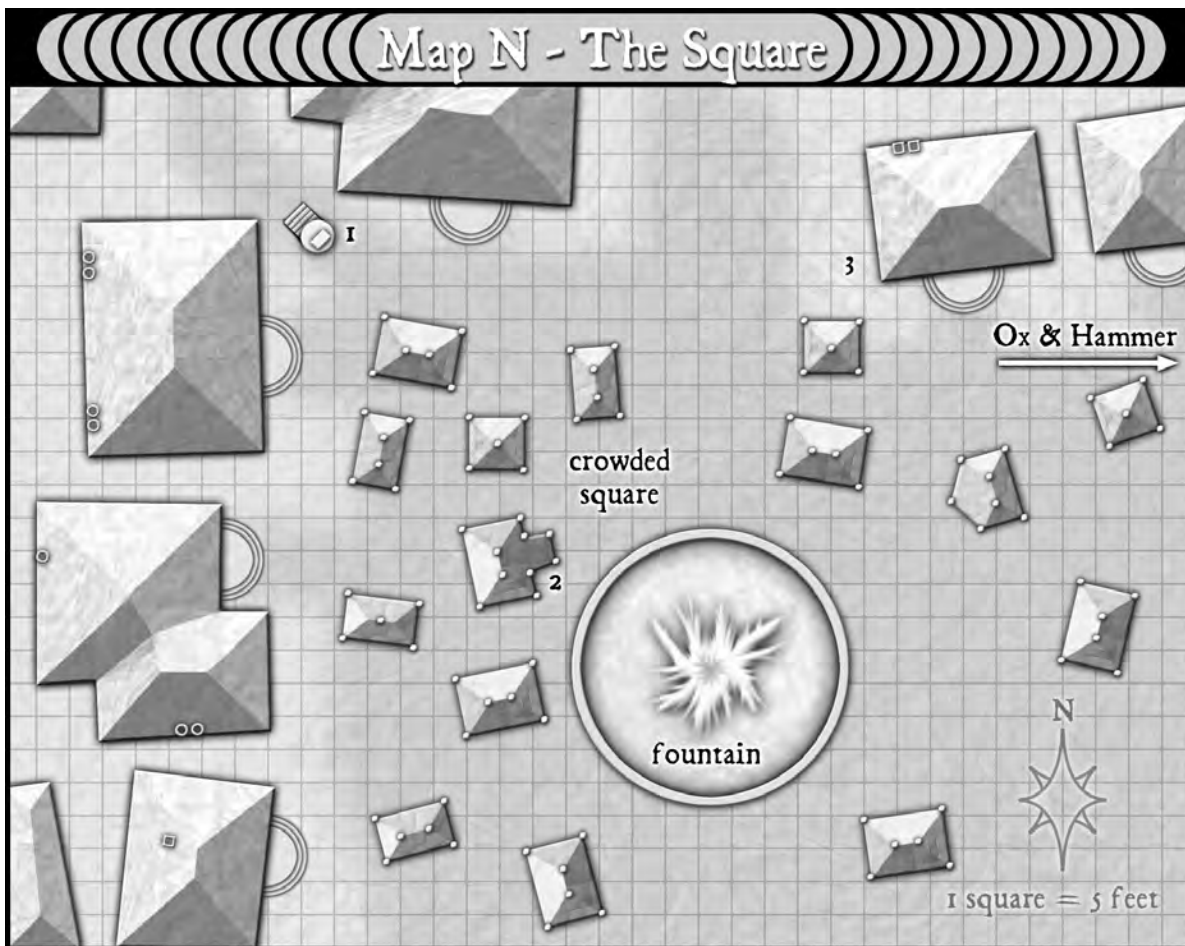 Map N - The Square
1
3
Ox & Hammer
crowded
square
2
fountain
N
1 square = 5 feet